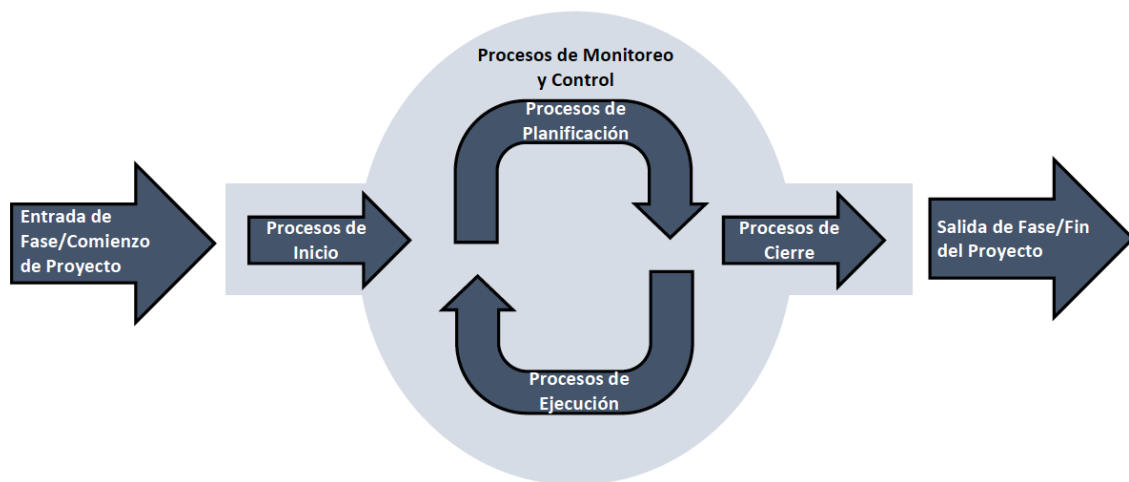 Procesos de Monitoreo
y Control
Procesos de
Planificación
Entrada de
Fase/Comienzo
de Proyecto
Procesos de
Inicio
Procesos de
Cierre
Salida de Fase/Fin
del Proyecto
Procesos de
Ejecución